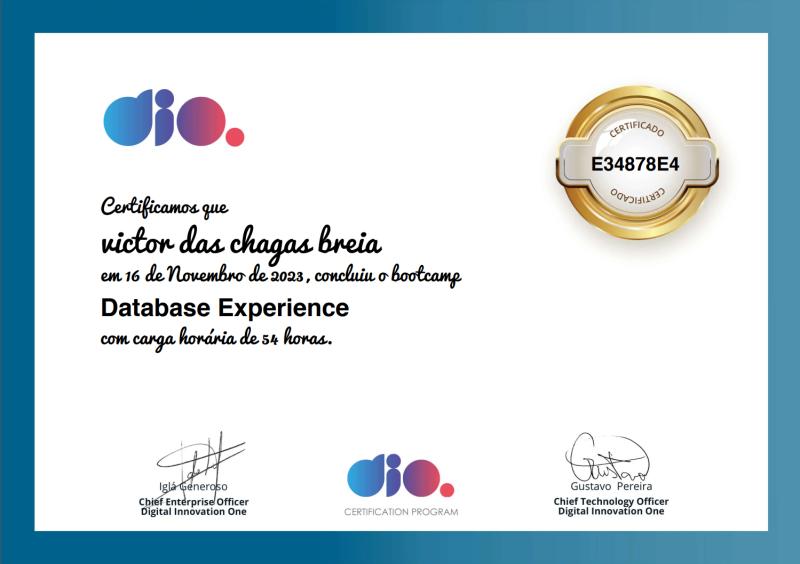 dio.
CERTIFICADO
E34878E4
CERTIFICADO
Certificamos que
victor das chagas breia
em 16 de Novembro de 2023, concluiu o bootcamp
Database Experience
com carga horária de 54 horas.
Iglá Generoso
Chief Enterprise Officer
Digital Innovation One
dio.
CERTIFICATION PROGRAM
Gustavo
Gustavo Pereira
Chief Technology Officer
Digital Innovation One